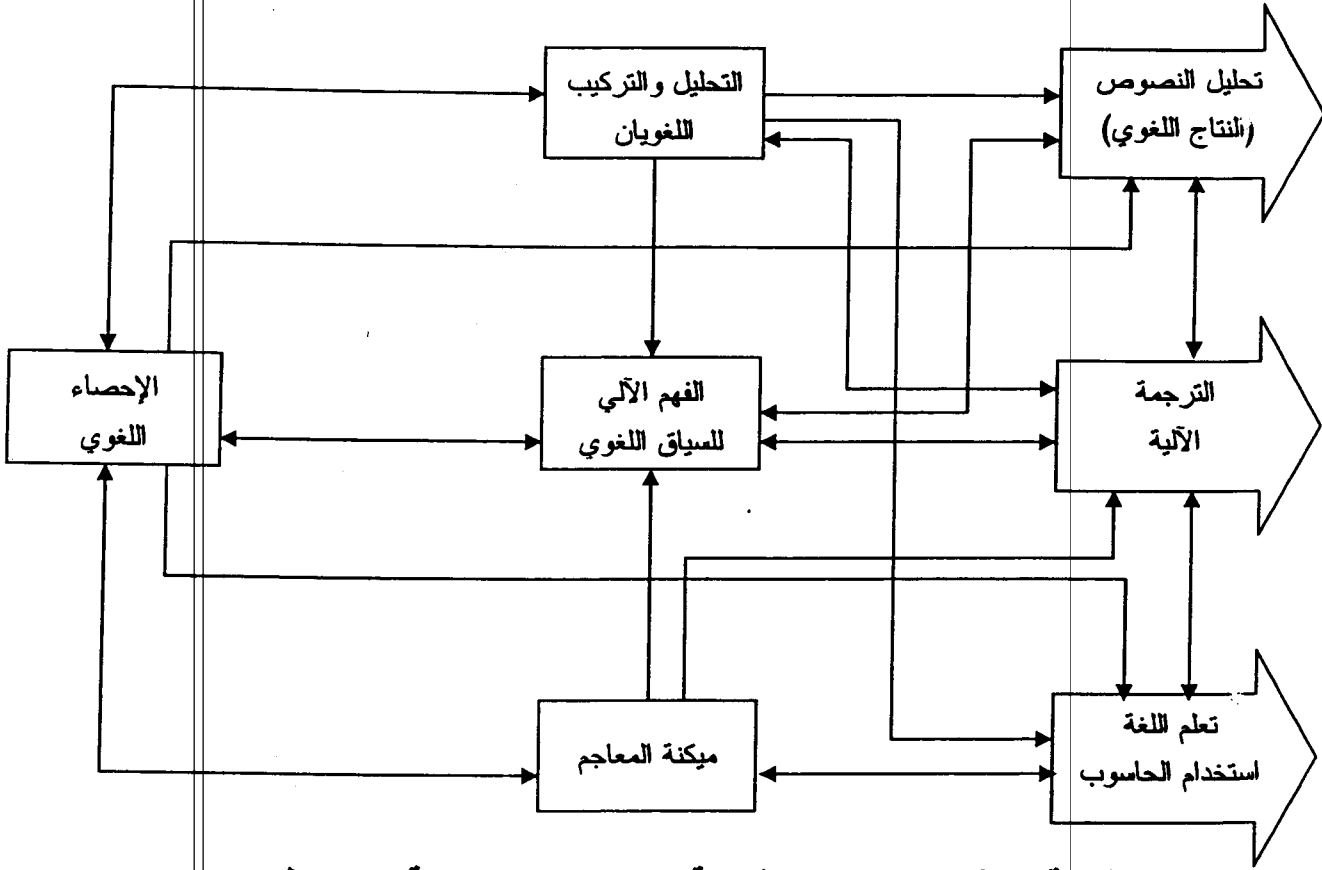 التحليل والتركيب
اللغويان
تحليل النصوص
(النتاج اللغوي)
الإحصاء
اللغوي
الفهم الآلي
للسياق اللغوي
الترجمة
الآلية
ميكنة المعاجم
تعلم اللغة
استخدام الحاسوب